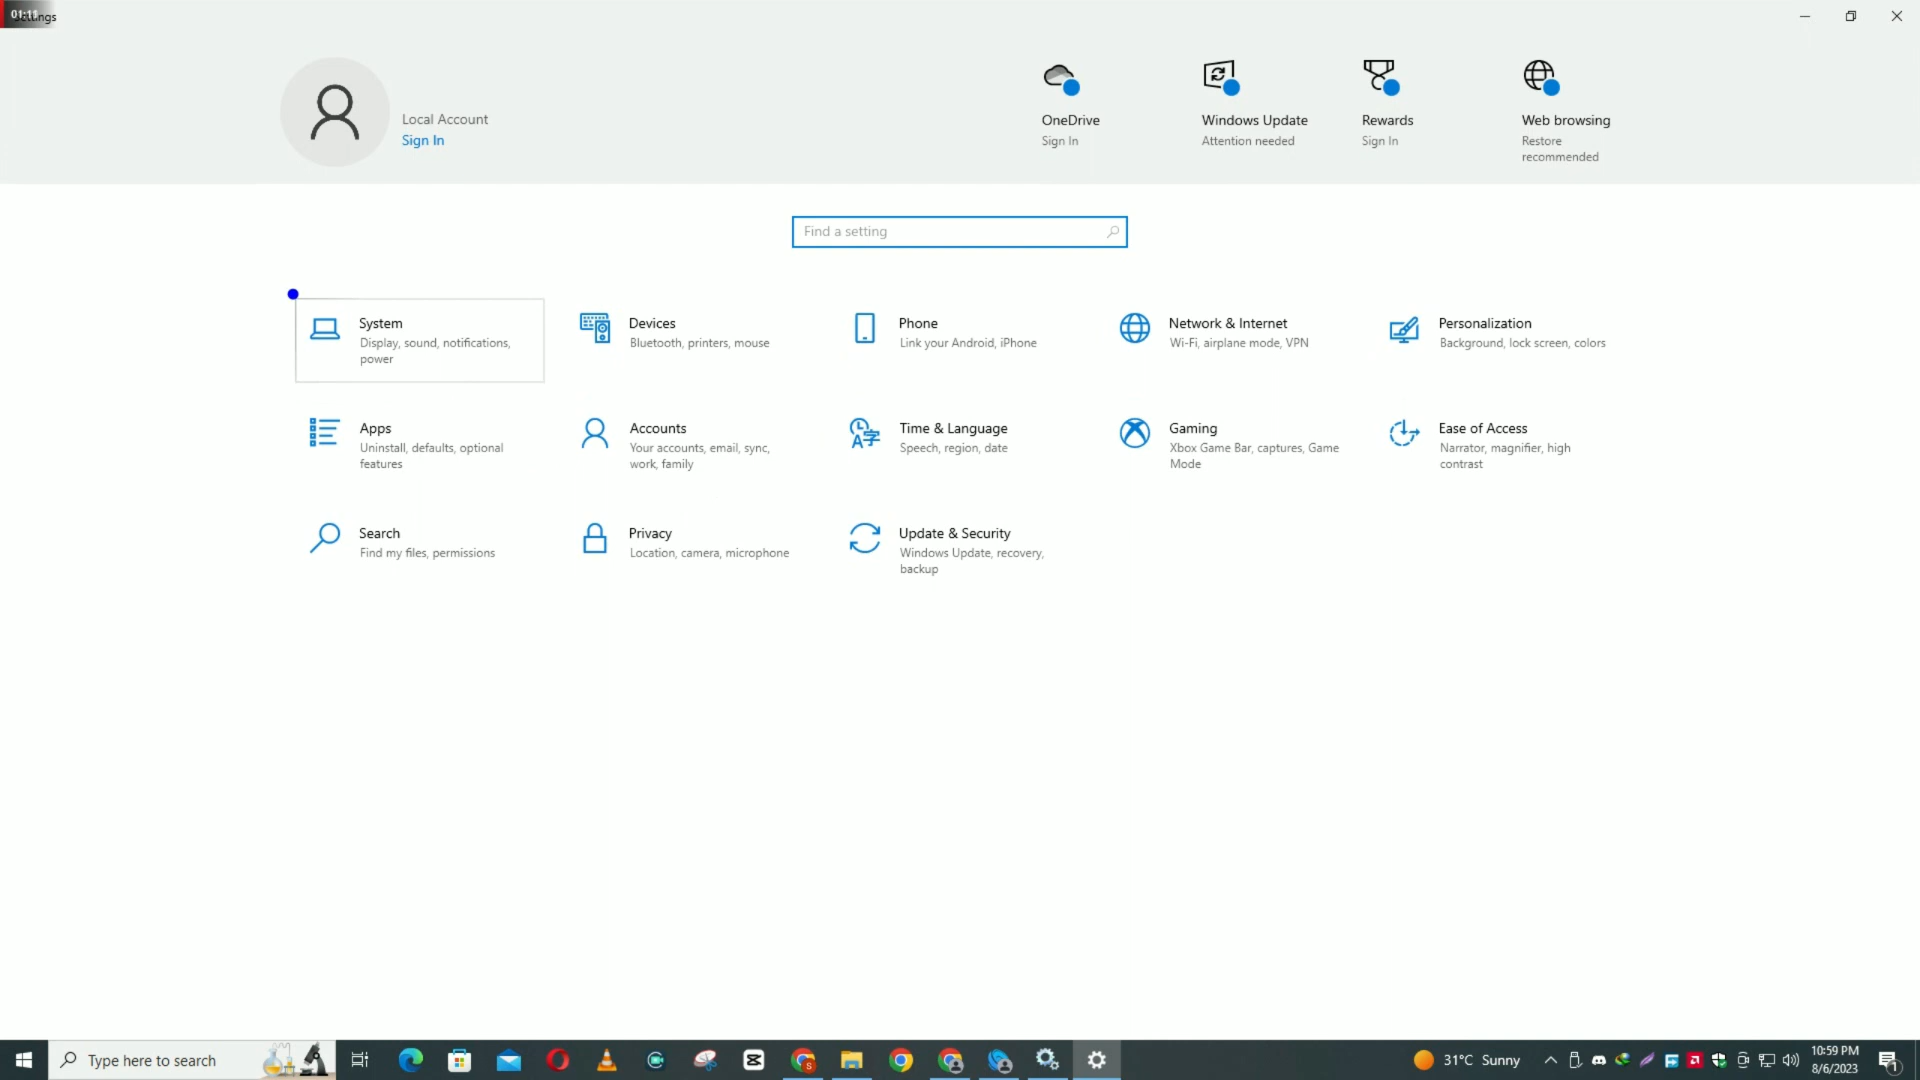 Settings
Local Account
Sign In
OneDrive
Sign In
Windows Update
Attention needed
Rewards
Sign In
Web browsing
Restore
recommended
Find a setting
System
Display, sound, notifications,
power
Devices
Bluetooth, printers, mouse
Phone
Link your Android, iPhone
Network & Internet
Wi-Fi, airplane mode, VPN
Personalization
Background, lock screen, colors
Apps
Uninstall, defaults, optional
features
Accounts
Your accounts, email, sync,
work, family
Time & Language
Speech, region, date
Gaming
Xbox Game Bar, captures, Game
Mode
Ease of Access
Narrator, magnifier, high
contrast
Search
Find my files, permissions
Privacy
Location, camera, microphone
Update & Security
Windows Update, recovery,
backup
Type here to search
31°C Sunny
10:59 PM
8/6/2023
1